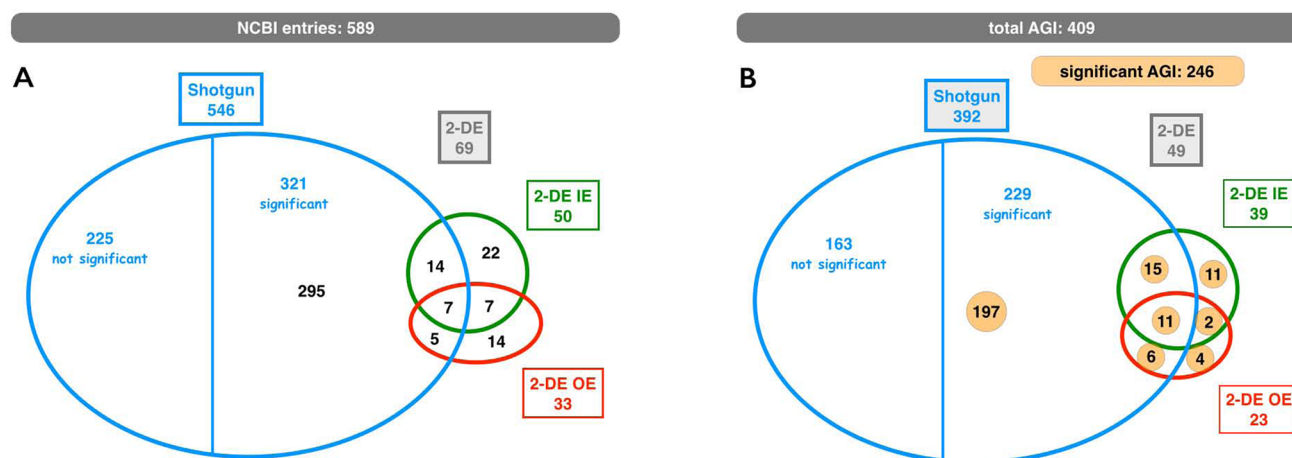 NCBI entries: 589
A
Shotgun
546
2-DE
69
321
significant
2-DE IE
50
225
not significant
14
22
295
7
7
5
14
2-DE OE
33
total AGI: 409
B
significant AGI: 246
Shotgun
392
2-DE
49
229
significant
2-DE IE
39
163
not significant
15
11
197
11
2
6
4
2-DE OE
23